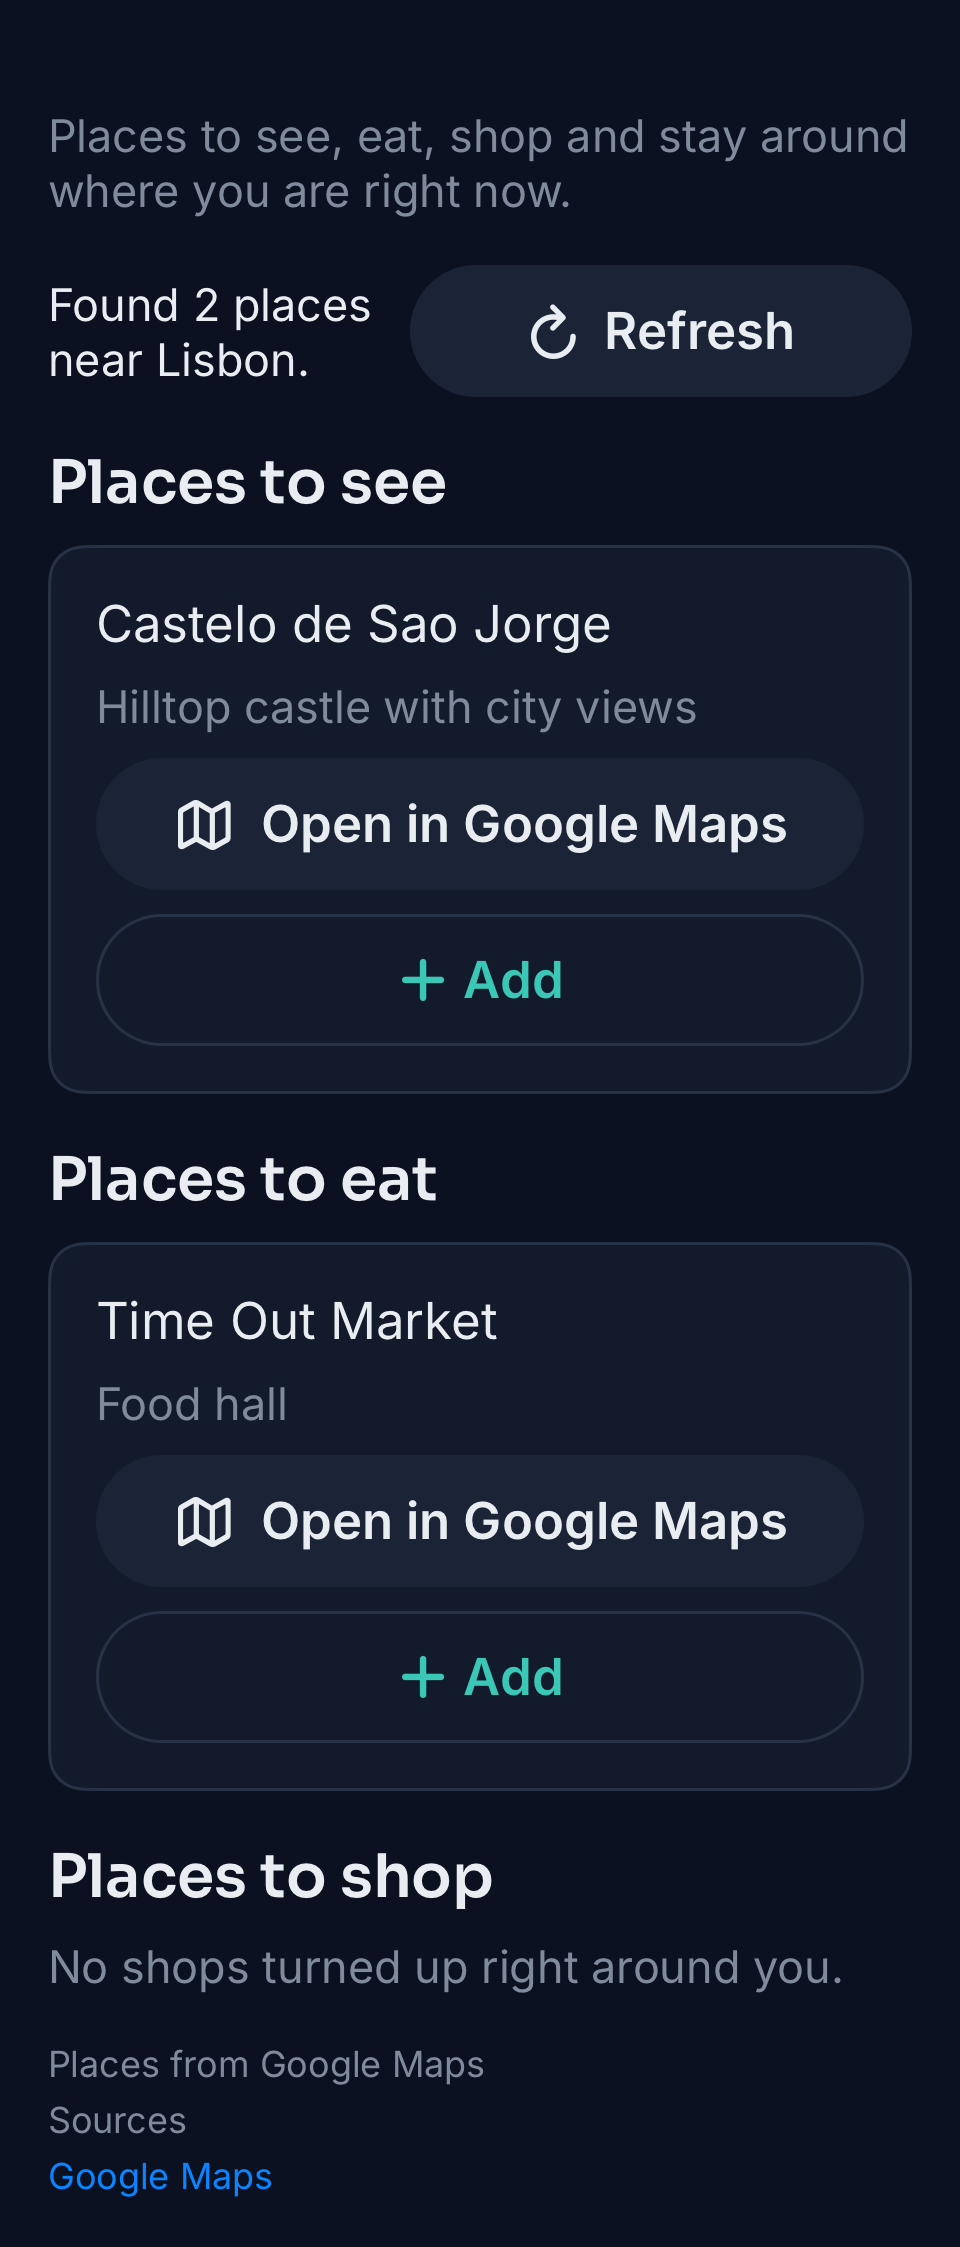 Places to see, eat, shop and stay around
where you are right now.
Found 2 places
near Lisbon.
Refresh
Places to see
Castelo de Sao Jorge
Hilltop castle with city views
Open in Google Maps
Add
Places to eat
Time Out Market
Food hall
Open in Google Maps
Add
Places to shop
No shops turned up right around you.
Places from Google Maps
Sources
Google Maps